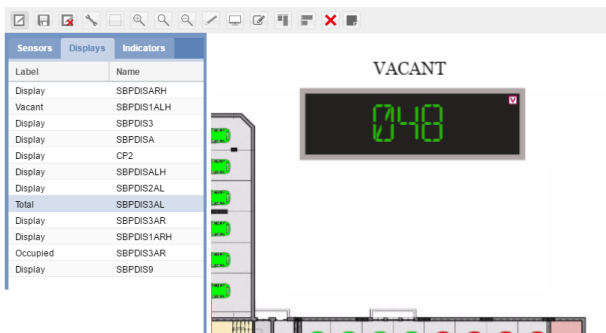 Sensors Displays Indicators
Label Name
Display SBPDISARH
Vacant SBPDIS1ALH
Display SBPDIS3
Display SBPDISA
Display CP2
Display SBPDISALH
Display SBPDIS2AL
Total SBPDIS3AL
Display SBPDIS3AR
Display SBPDIS1ARH
Occupied SBPDIS3AR
Display SBPDIS9
VACANT
V
048